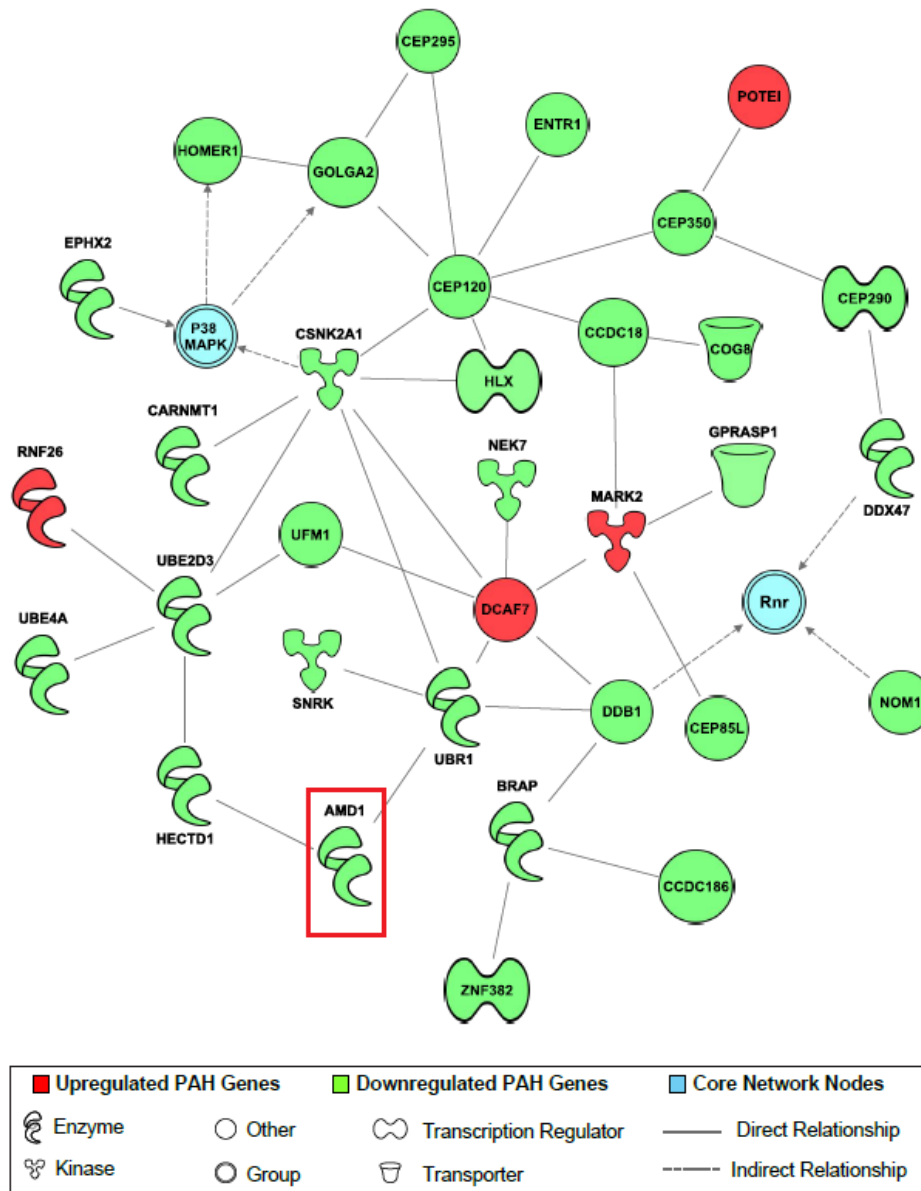 CEP295
POTEI
ENTR1
HOMER1
GOLGA2
CEP350
EPHX2
CEP120
CEP290
P38
MAPK
CSNK2A1
CCDC18
COG8
HLX
CARNMT1
NEK7
GPRASP1
RNF26
MARK2
DDX47
UFM1
UBE2D3
Rnr
DCAF7
UBE4A
SNRK
NOM1
DDB1
CEP85L
UBR1
BRAP
AMD1
HECTD1
CCDC186
ZNF382
Upregulated PAH Genes Downregulated PAH Genes Core Network Nodes
Enzyme Other Transcription Regulator Direct Relationship
Kinase Group Transporter Indirect Relationship